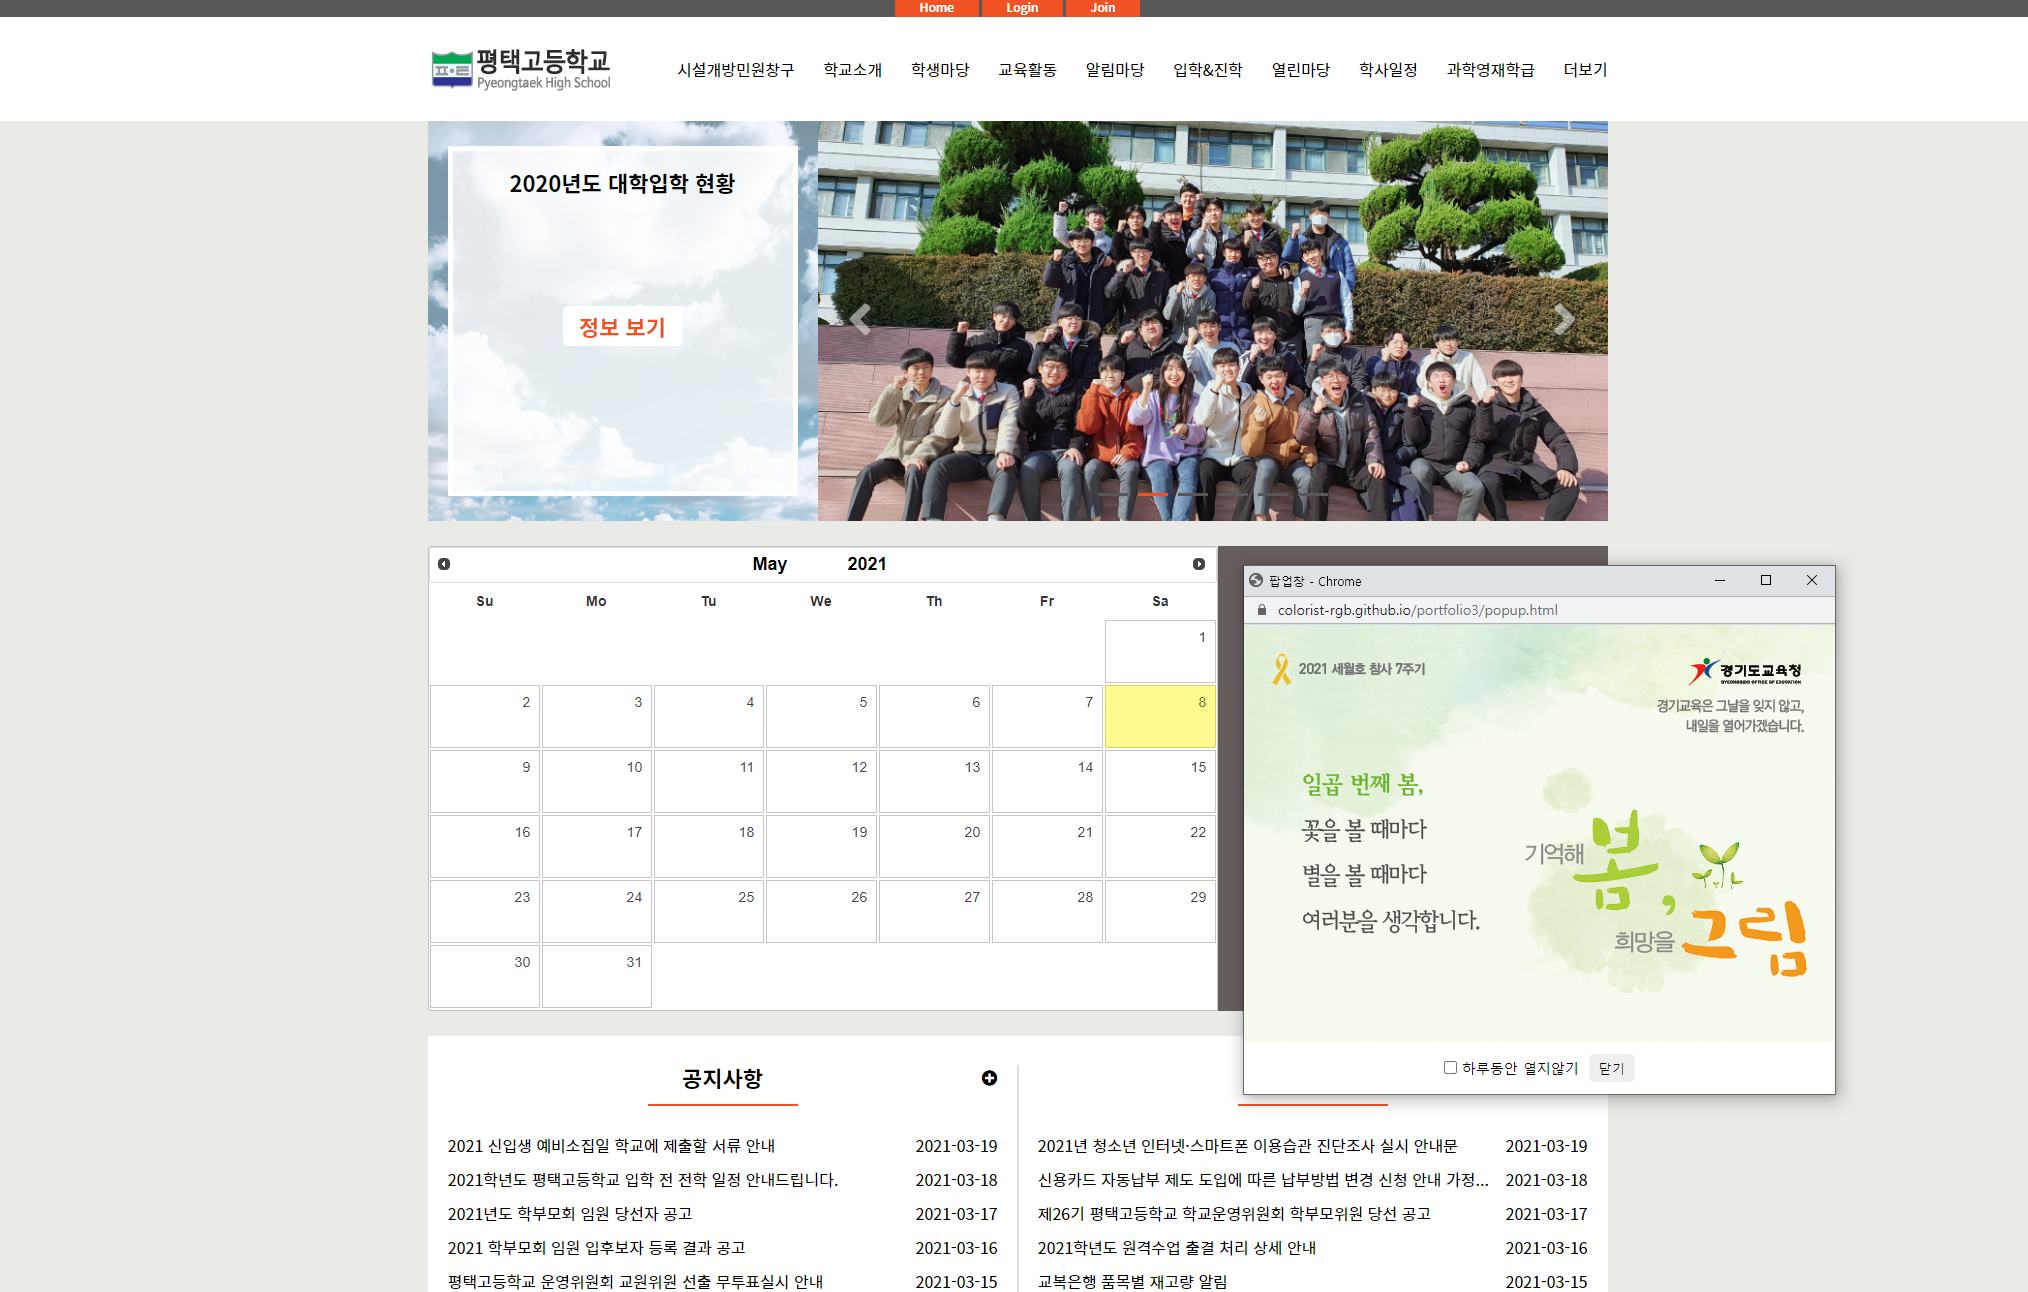 Home Login Join
평택고등학교
Pyeongtaek High School
시설개방민원창구 학교소개 학생마당 교육활동 알림마당 입학&진학 열린마당 학사일정 과학영재학급 더보기
2020년도 대학입학 현황
정보 보기
May 2021
Su Mo Tu We Th Fr Sa
1
2 3 4 5 6 7 8
9 10 11 12 13 14 15
16 17 18 19 20 21 22
23 24 25 26 27 28 29
30 31
팝업창 - Chrome
colorist-rgb.github.io/portfolio3/popup.html
2021 세월호 참사 7주기
경기도교육청
GYEONGGIDO OFFICE OF EDUCATION
경기교육은 그날을 잊지 않고,
내일을 열어가겠습니다.
일곱 번째 봄,
꽃을 볼 때마다
별을 볼 때마다
여러분을 생각합니다.
기억해 봄,
희망을 그림
하루동안 열지않기 닫기
공지사항
2021 신입생 예비소집일 학교에 제출할 서류 안내 2021-03-19
2021학년도 평택고등학교 입학 전 전학 일정 안내드립니다. 2021-03-18
2021년도 학부모회 임원 당선자 공고 2021-03-17
2021 학부모회 임원 입후보자 등록 결과 공고 2021-03-16
평택고등학교 운영위원회 교원위원 선출 무투표실시 안내 2021-03-15
2021년 청소년 인터넷·스마트폰 이용습관 진단조사 실시 안내문 2021-03-19
신용카드 자동납부 제도 도입에 따른 납부방법 변경 신청 안내 가정... 2021-03-18
제26기 평택고등학교 학교운영위원회 학부모위원 당선 공고 2021-03-17
2021학년도 원격수업 출결 처리 상세 안내 2021-03-16
교복은행 품목별 재고량 알림 2021-03-15